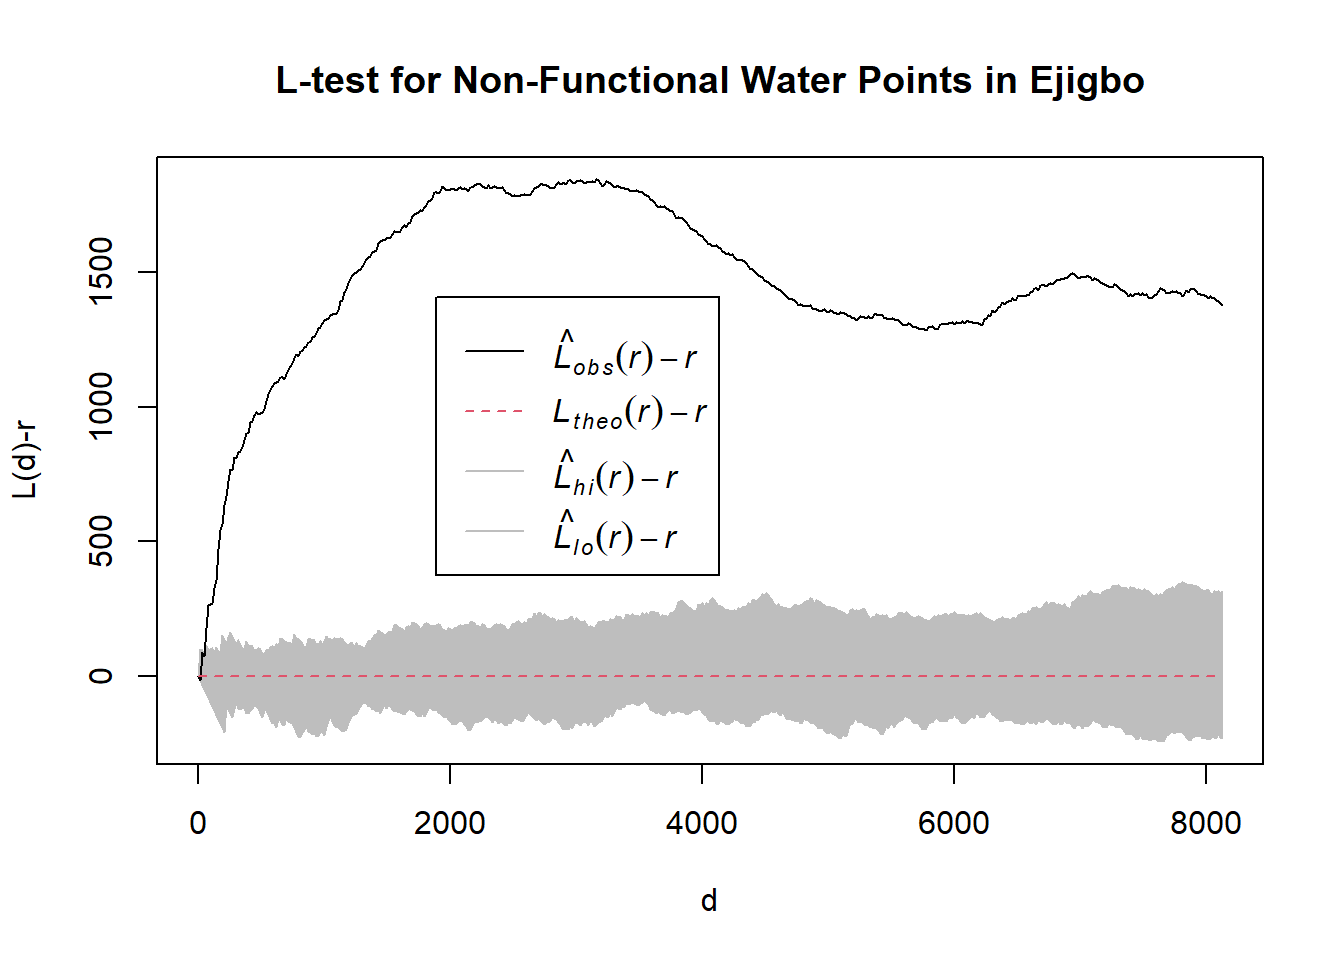 L-test for Non-Functional Water Points in Ejigbo
L(d)-r
1500
1000
500
0
L̂obs(r) − r
Ltheo(r) − r
L̂hi(r) − r
L̂lo(r) − r
0 2000 4000 6000 8000
d